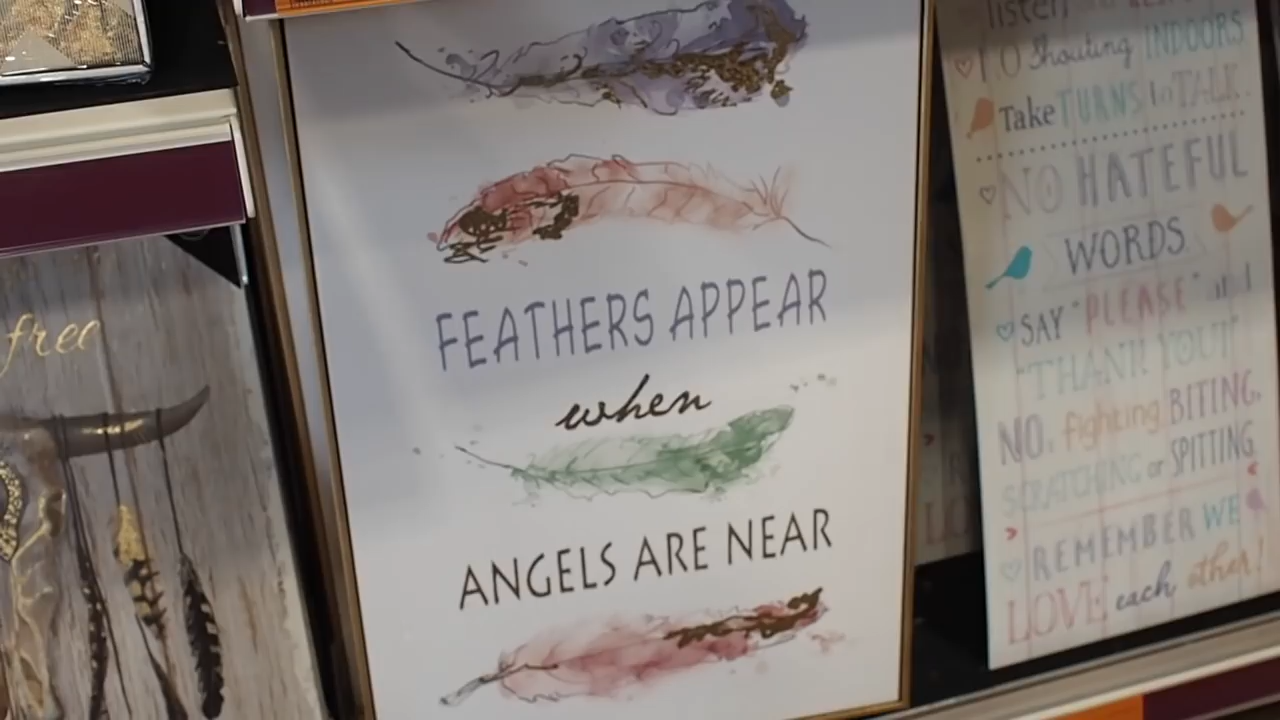 free
FEATHERS APPEAR
when
ANGELS ARE NEAR
listen
NO Shouting INDOORS
Take TURNS to TALK.
NO HATEFUL
WORDS
SAY "PLEASE" and
"THANK YOU!"
NO, fighting BITING,
SCRATCHING or SPITTING
REMEMBER WE
LOVE each other!